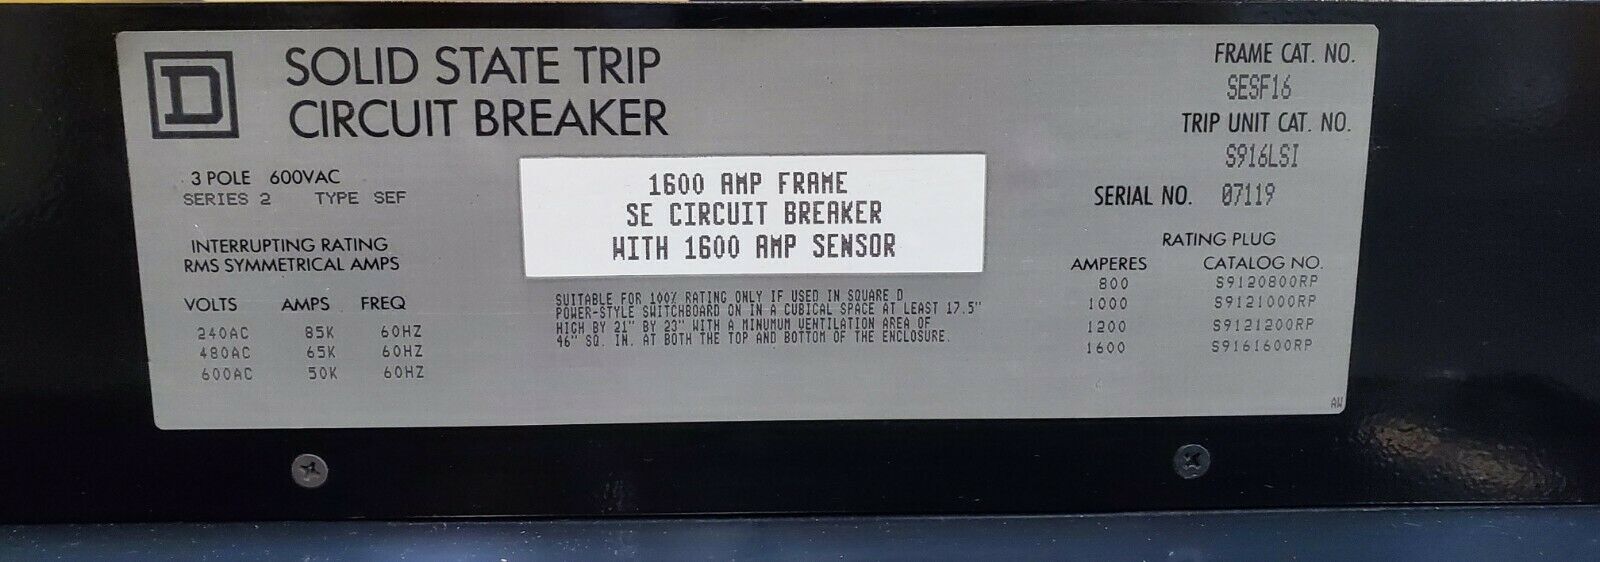 D
SOLID STATE TRIP
CIRCUIT BREAKER
3 POLE 600VAC
SERIES 2 TYPE SEF
INTERRUPTING RATING
RMS SYMMETRICAL AMPS
VOLTS AMPS FREQ
240AC 85K 60HZ
480AC 65K 60HZ
600AC 50K 60HZ
1600 AMP FRAME
SE CIRCUIT BREAKER
WITH 1600 AMP SENSOR
SUITABLE FOR 100% RATING ONLY IF USED IN SQUARE D
POWER-STYLE SWITCHBOARD ON IN A CUBICAL SPACE AT LEAST 17.5"
HIGH BY 21" BY 23" WITH A MINUMUM VENTILATION AREA OF
46" SQ. IN. AT BOTH THE TOP AND BOTTOM OF THE ENCLOSURE.
FRAME CAT. NO.
SESF16
TRIP UNIT CAT. NO.
S916LSI
SERIAL NO. 07119
RATING PLUG
AMPERES CATALOG NO.
800 S9120800RP
1000 S9121000RP
1200 S9121200RP
1600 S9161600RP
AW